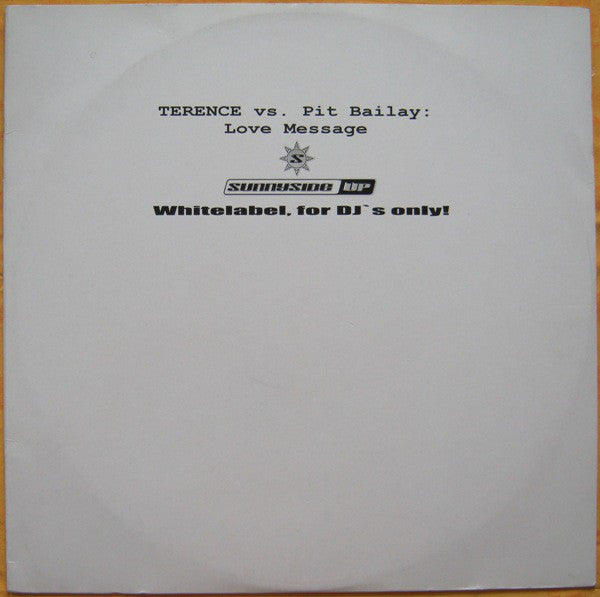 TERENCE vs. Pit Bailay:
Love Message
S
SUNNYSIDE UP
Whitelabel, for DJ`s only!